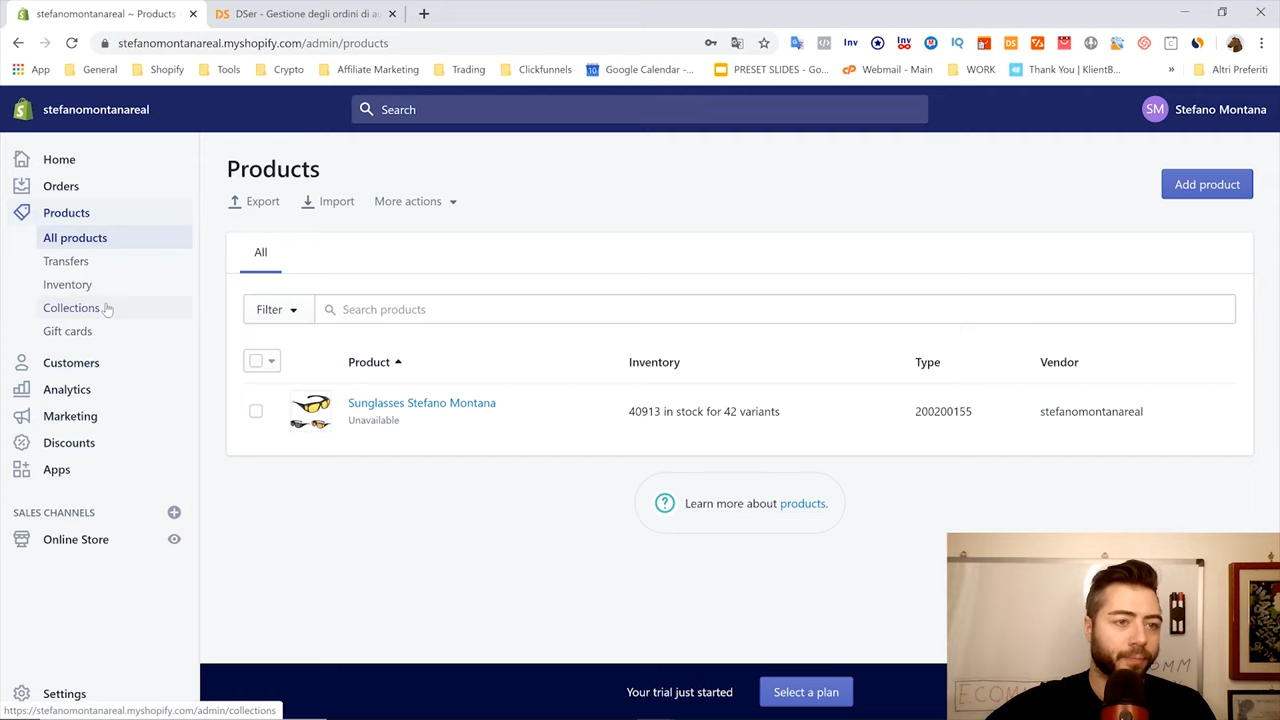 stefanomontanareal ~ Products
DSer - Gestione degli ordini di au
stefanomontanareal.myshopify.com/admin/products
App
General
Shopify
Tools
Crypto
Affiliate Marketing
Trading
Clickfunnels
Google Calendar -...
PRESET SLIDES - Go...
Webmail - Main
WORK
Thank You | KlientB...
»
Altri Preferiti
stefanomontanareal
Search
SM
Stefano Montana
Home
Orders
Products
All products
Transfers
Inventory
Collections
Gift cards
Customers
Analytics
Marketing
Discounts
Apps
SALES CHANNELS
Online Store
Settings
Products
Export
Import
More actions
Add product
All
Filter
Search products
Product
Inventory
Type
Vendor
Sunglasses Stefano Montana
Unavailable
40913 in stock for 42 variants
200200155
stefanomontanareal
Learn more about products.
Your trial just started
Select a plan
https://stefanomontanareal.myshopify.com/admin/collections